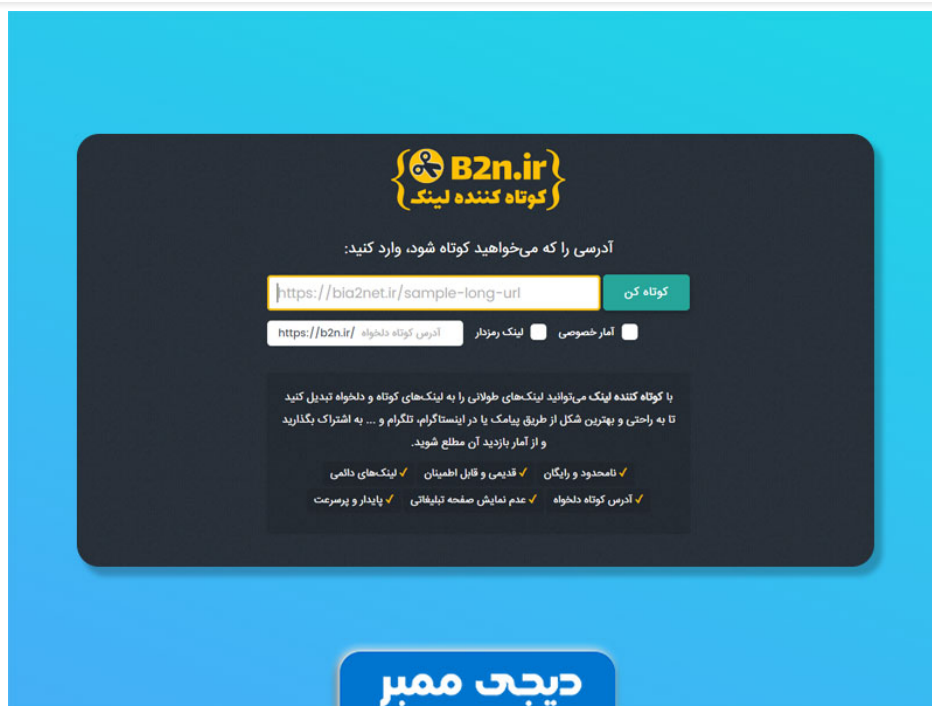 { B2n.ir }
{ کوتاه کننده لینک }
آدرسی را که می‌خواهید کوتاه شود، وارد کنید:
کوتاه کن
https://bia2net.ir/sample-long-url
آمار خصوصی
لینک رمزدار
https://b2n.ir/ آدرس کوتاه دلخواه
با کوتاه کننده لینک می‌توانید لینک‌های طولانی را به لینک‌های کوتاه و دلخواه تبدیل کنید
تا به راحتی و بهترین شکل از طریق پیامک یا در اینستاگرام، تلگرام و ... به اشتراک بگذارید
و از آمار بازدید آن مطلع شوید.
✓ نامحدود و رایگان ✓ قدیمی و قابل اطمینان ✓ لینک‌های دائمی
✓ آدرس کوتاه دلخواه ✓ عدم نمایش صفحه تبلیغاتی ✓ پایدار و پرسرعت
دیجی ممبر